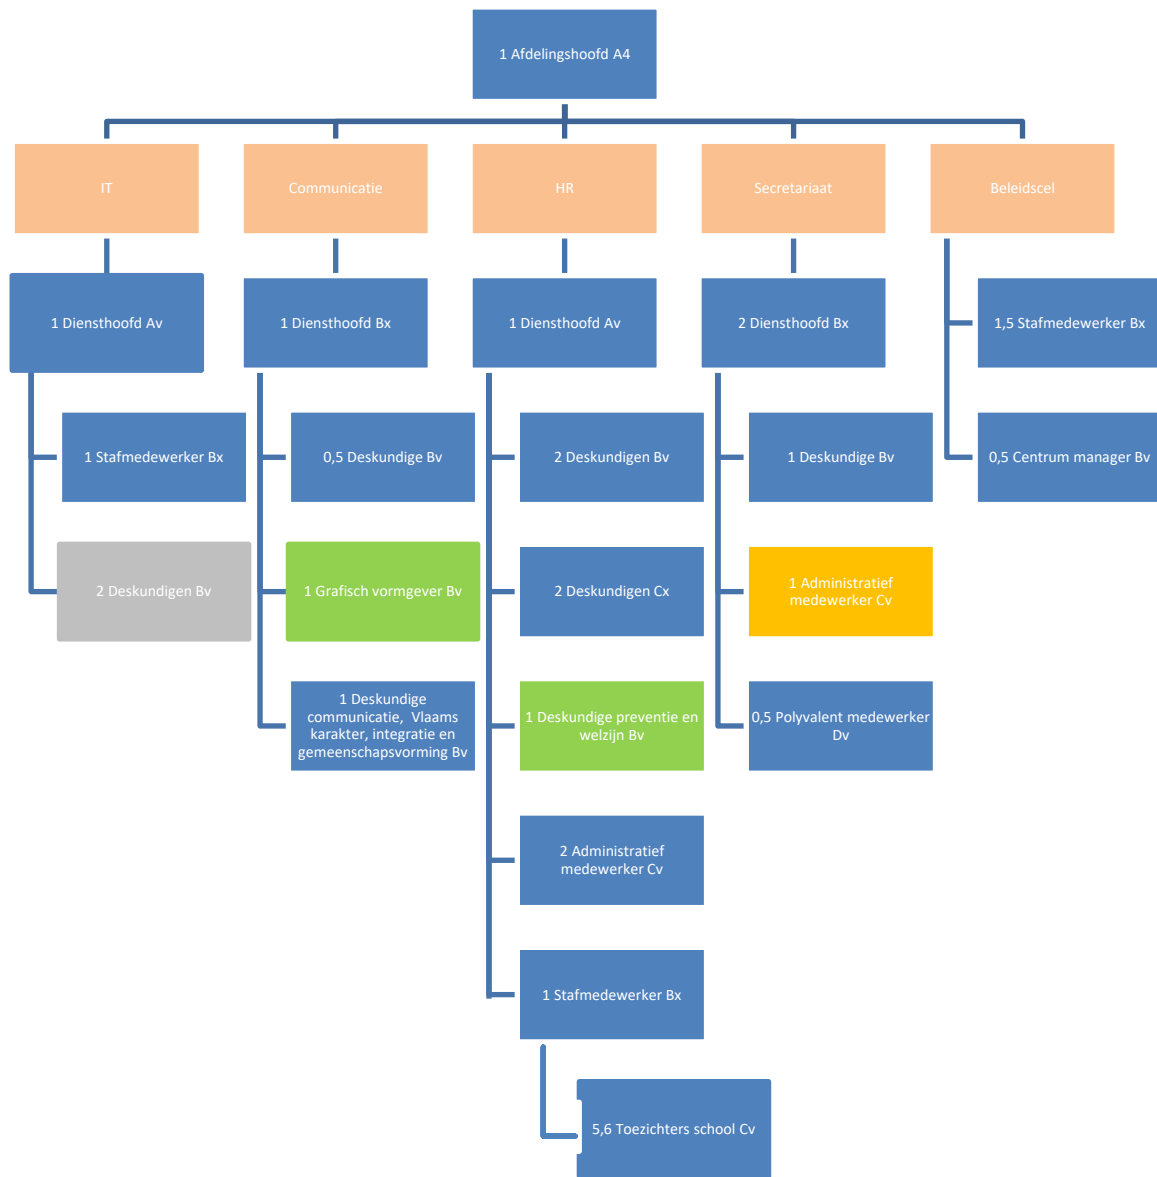 1 Afdelingshoofd A4
IT
Communicatie
HR
Secretariaat
Beleidscel
1 Diensthoofd Av
1 Diensthoofd Bx
1 Diensthoofd Av
2 Diensthoofd Bx
1,5 Stafmedewerker Bx
1 Stafmedewerker Bx
0,5 Deskundige Bv
2 Deskundigen Bv
1 Deskundige Bv
0,5 Centrum manager Bv
2 Deskundigen Bv
1 Grafisch vormgever Bv
2 Deskundigen Cx
1 Administratief
medewerker Cv
1 Deskundige
communicatie, Vlaams
karakter, integratie en
gemeenschapsvorming Bv
1 Deskundige preventie en
welzijn Bv
0,5 Polyvalent medewerker
Dv
2 Administratief
medewerker Cv
1 Stafmedewerker Bx
5,6 Toezichters school Cv